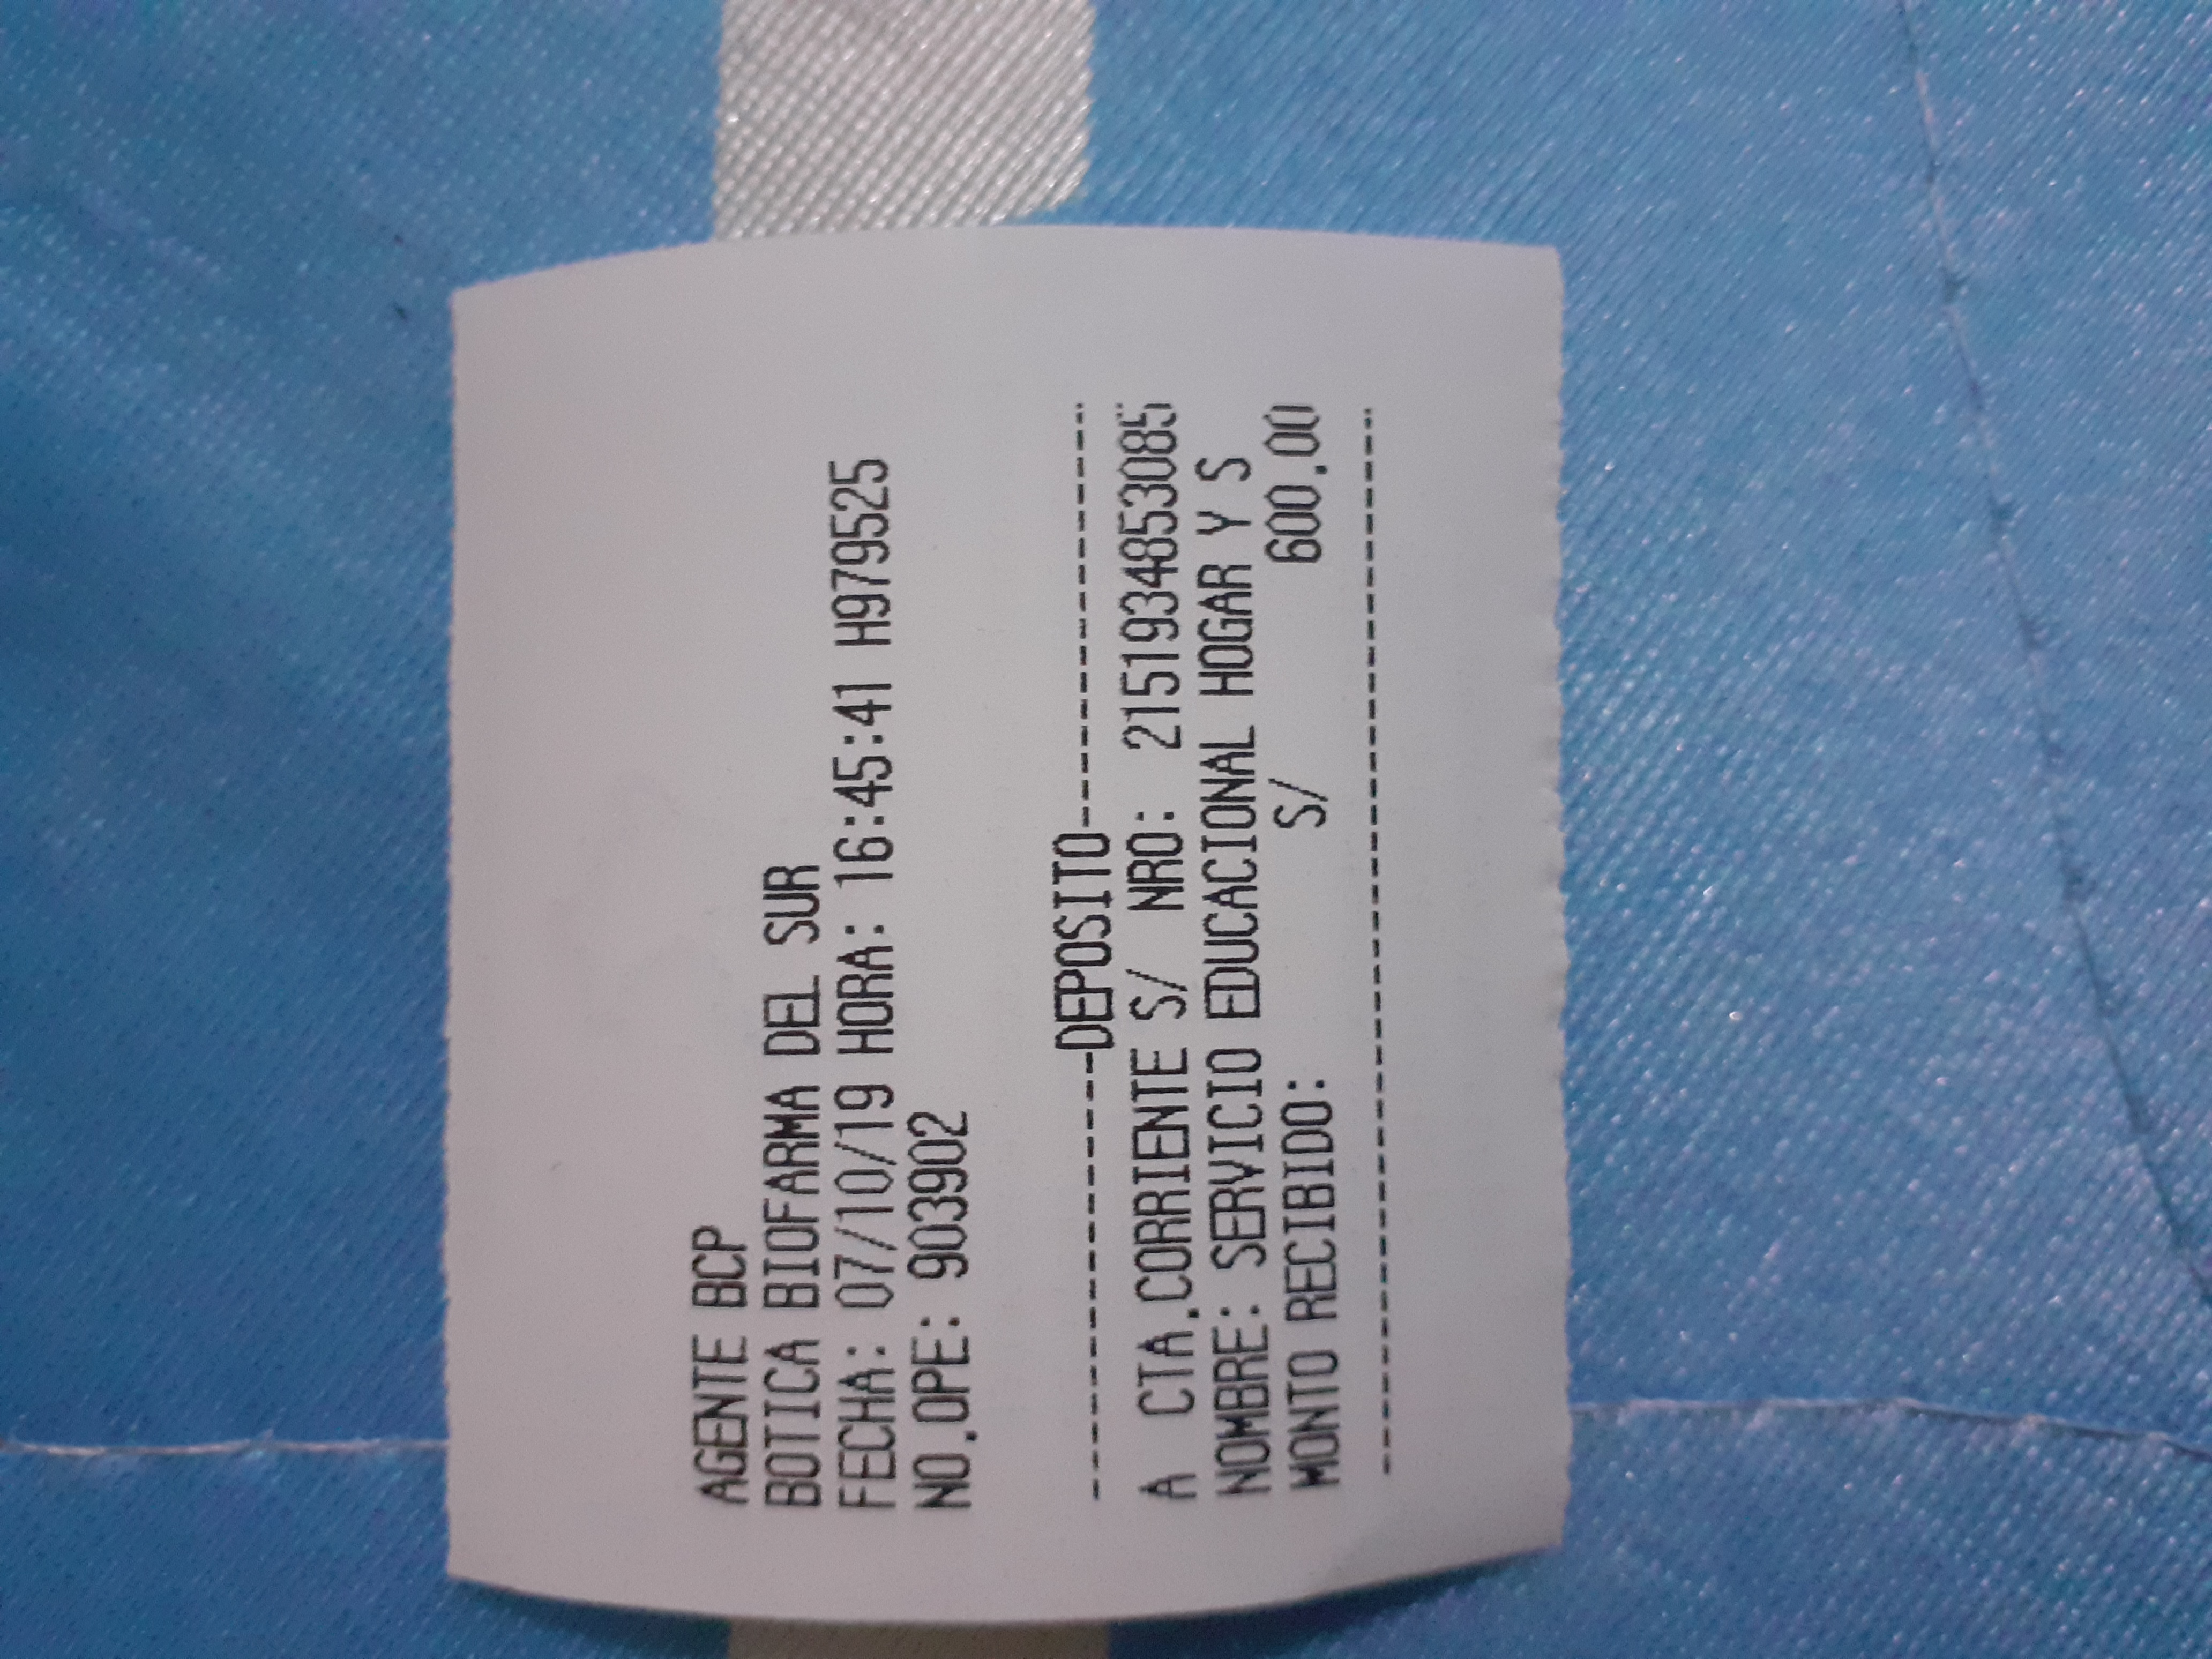 AGENTE BCP
BOTICA BIOFARMA DEL SUR
FECHA: 07/10/19 HORA: 16:45:41 H979525
NO.OPE: 903902
---------------DEPOSITO---------------
A CTA.CORRIENTE S/ NRO: 2151934853085
NOMBRE: SERVICIO EDUCACIONAL HOGAR Y S
MONTO RECIBIDO: S/ 600.00
--------------------------------------